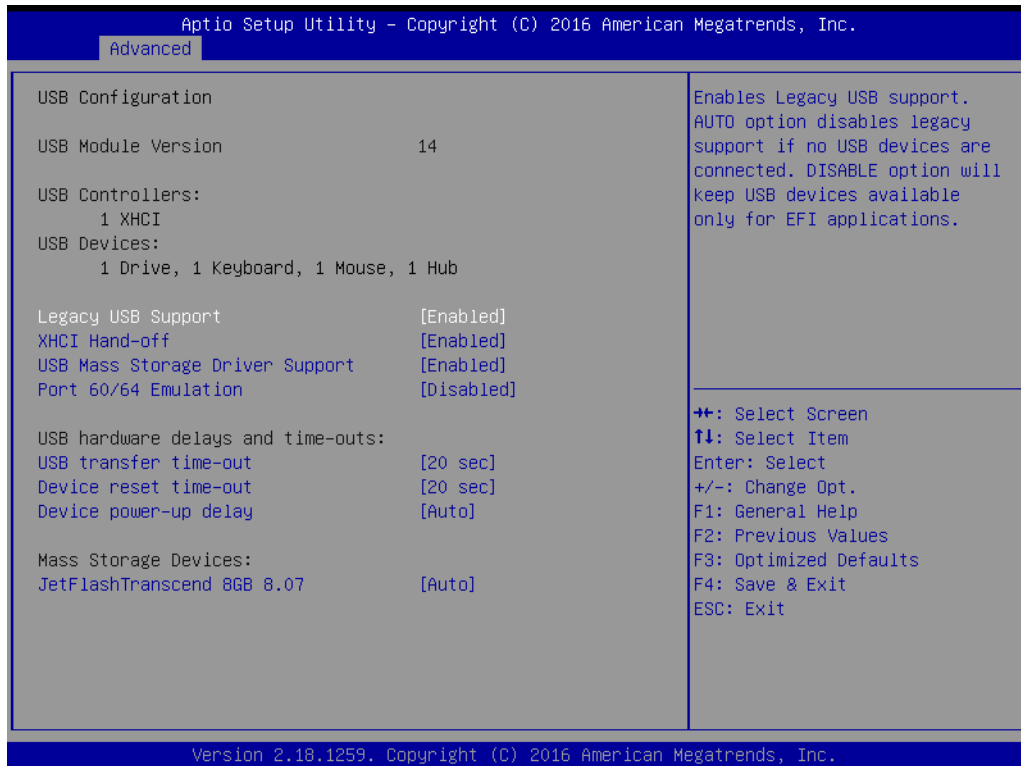 Aptio Setup Utility – Copyright (C) 2016 American Megatrends, Inc.
Advanced
USB Configuration
USB Module Version 14
USB Controllers:
1 XHCI
USB Devices:
1 Drive, 1 Keyboard, 1 Mouse, 1 Hub
Legacy USB Support [Enabled]
XHCI Hand-off [Enabled]
USB Mass Storage Driver Support [Enabled]
Port 60/64 Emulation [Disabled]
USB hardware delays and time-outs:
USB transfer time-out [20 sec]
Device reset time-out [20 sec]
Device power-up delay [Auto]
Mass Storage Devices:
JetFlashTranscend 8GB 8.07 [Auto]
Enables Legacy USB support.
AUTO option disables legacy
support if no USB devices are
connected. DISABLE option will
keep USB devices available
only for EFI applications.
→←: Select Screen
↑↓: Select Item
Enter: Select
+/-: Change Opt.
F1: General Help
F2: Previous Values
F3: Optimized Defaults
F4: Save & Exit
ESC: Exit
Version 2.18.1259. Copyright (C) 2016 American Megatrends, Inc.